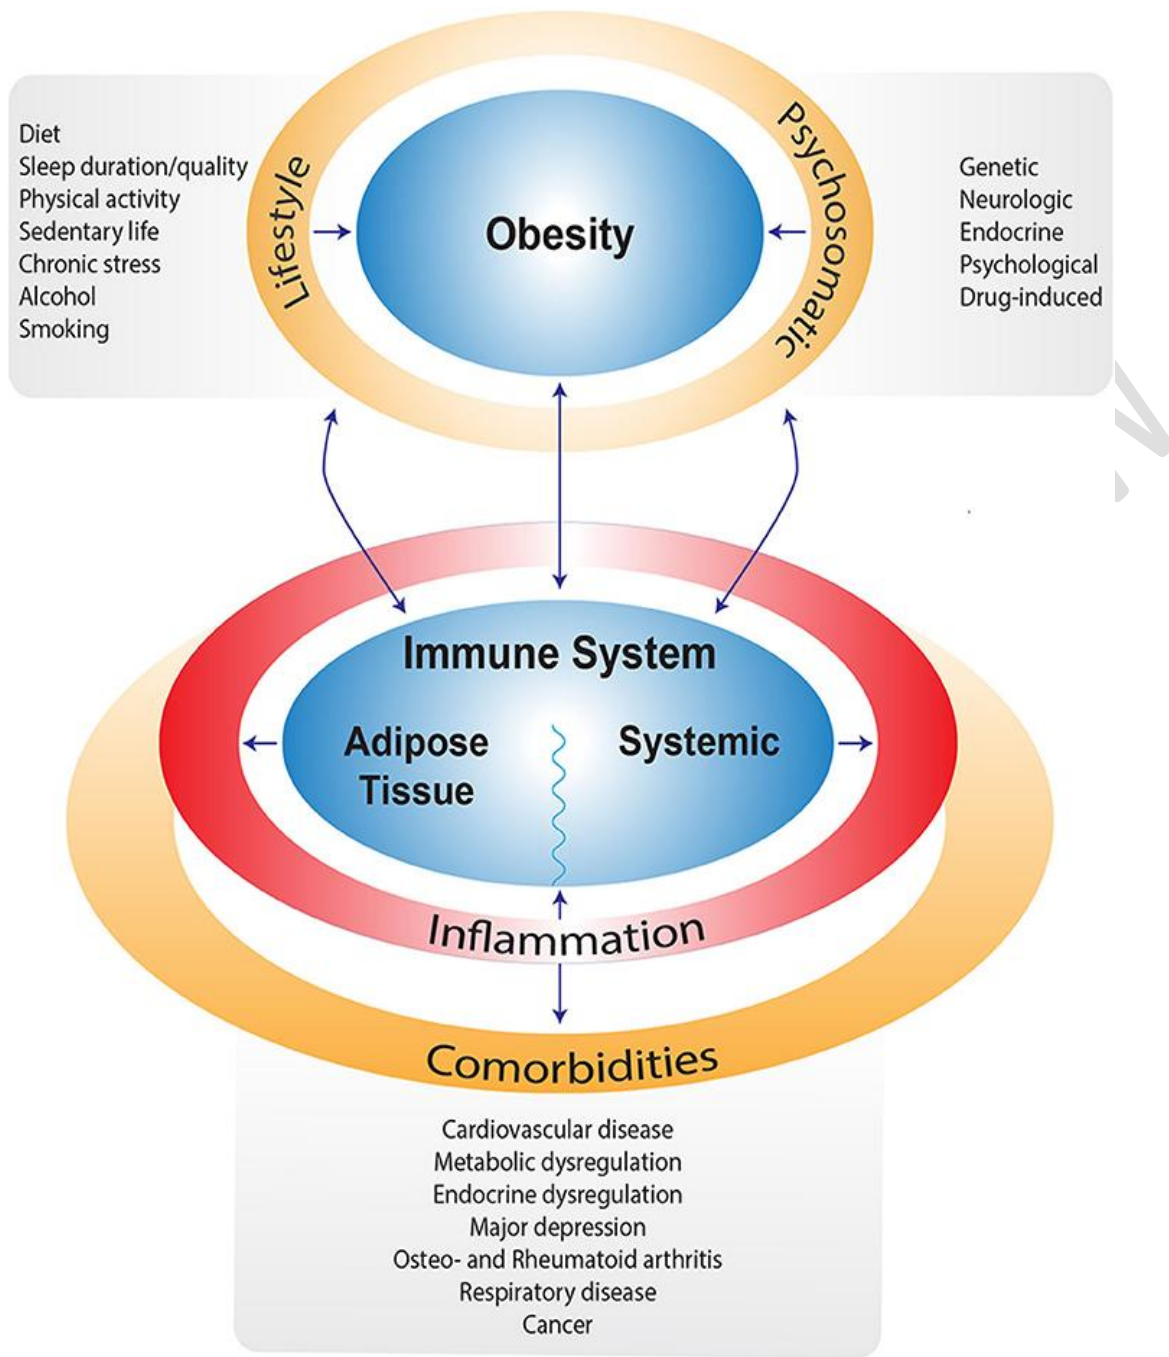 Diet
Sleep duration/quality
Physical activity
Sedentary life
Chronic stress
Alcohol
Smoking
Lifestyle
Obesity
Psychosomatic
Genetic
Neurologic
Endocrine
Psychological
Drug-induced
Immune System
Adipose
Tissue
Systemic
Inflammation
Comorbidities
Cardiovascular disease
Metabolic dysregulation
Endocrine dysregulation
Major depression
Osteo- and Rheumatoid arthritis
Respiratory disease
Cancer